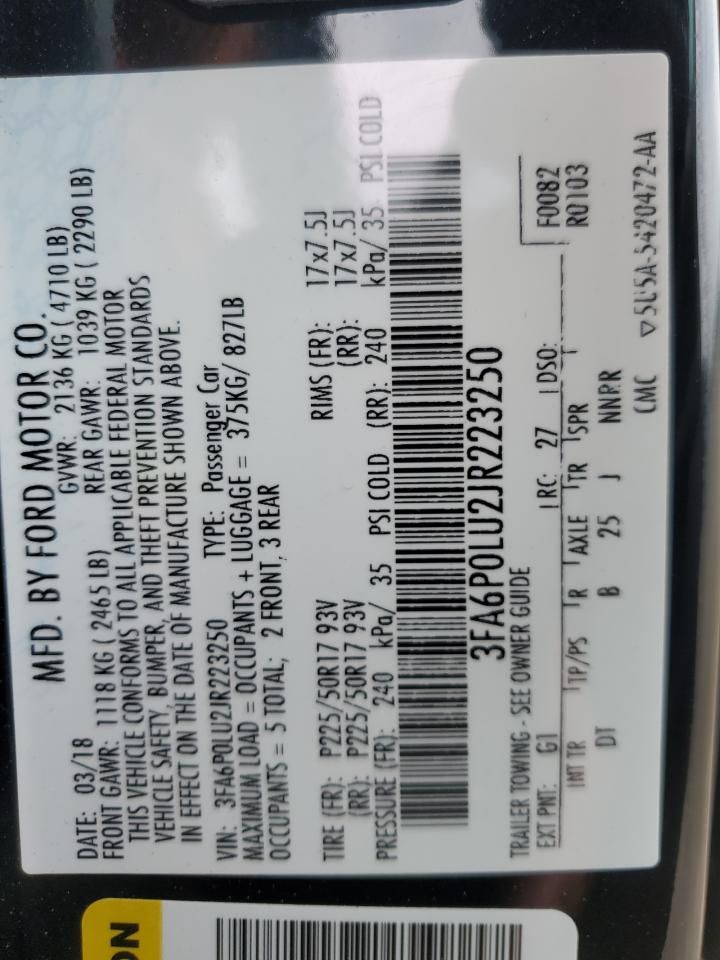 MFD. BY FORD MOTOR CO.
DATE: 03/18 GVWR: 2136 KG ( 4710 LB)
FRONT GAWR: 1118 KG ( 2465 LB) REAR GAWR: 1039 KG ( 2290 LB)
THIS VEHICLE CONFORMS TO ALL APPLICABLE FEDERAL MOTOR
VEHICLE SAFETY, BUMPER, AND THEFT PREVENTION STANDARDS
IN EFFECT ON THE DATE OF MANUFACTURE SHOWN ABOVE.
VIN: 3FA6P0LU2JR223250 TYPE: Passenger Car
MAXIMUM LOAD = OCCUPANTS + LUGGAGE = 375KG/ 827LB
OCCUPANTS = 5 TOTAL; 2 FRONT, 3 REAR
TIRE (FR): P225/50R17 93V RIMS (FR): 17x7.5J
(RR): P225/50R17 93V (RR): 17x7.5J
PRESSURE (FR): 240 kPa/ 35 PSI COLD (RR): 240 kPa/ 35 PSI COLD
3FA6P0LU2JR223250
TRAILER TOWING - SEE OWNER GUIDE F0082
EXT PNT: G1 RC: 27 DSO: R0103
INT TR TP/PS R AXLE TR SPR
DT B 25 J NNPR
CMC ▽5U5A-5420472-AA
ON